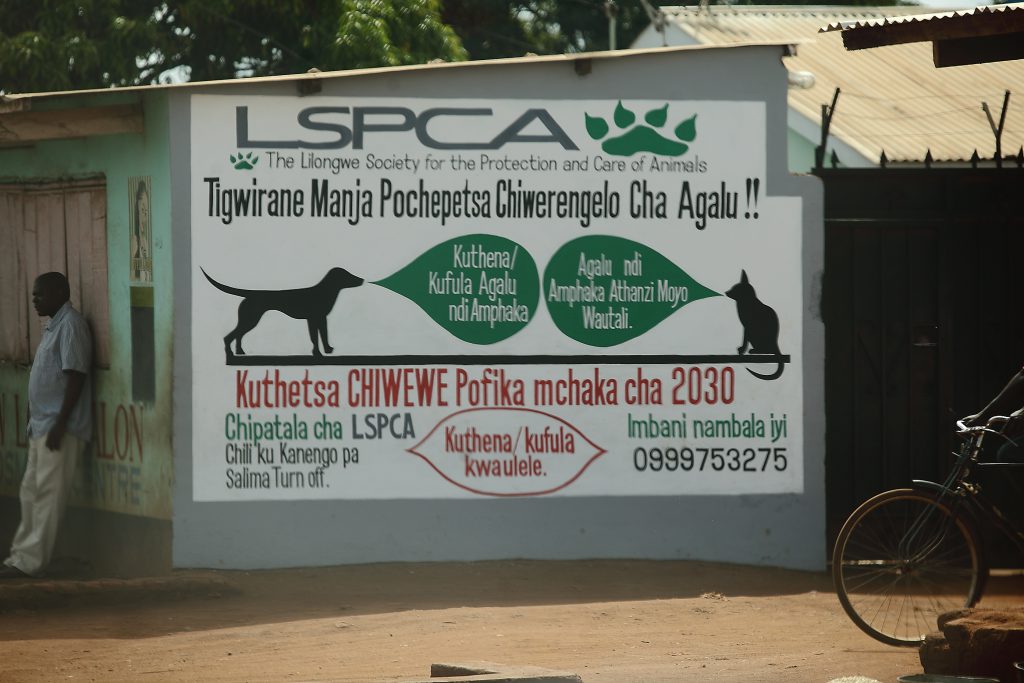 LSPCA
The Lilongwe Society for the Protection and Care of Animals
Tigwirane Manja Pochepetsa Chiwerengelo Cha Agalu !!
Kuthena/
Kufula Agalu
ndi Amphaka
Agalu ndi
Amphaka Athanzi Moyo
Wautali.
Kuthetsa CHIWEWE Pofika mchaka cha 2030
Chipatala cha LSPCA
Chili ku Kanengo pa
Salima Turn off.
Kuthena/kufula
kwaulele.
Imbani nambala iyi
0999753275